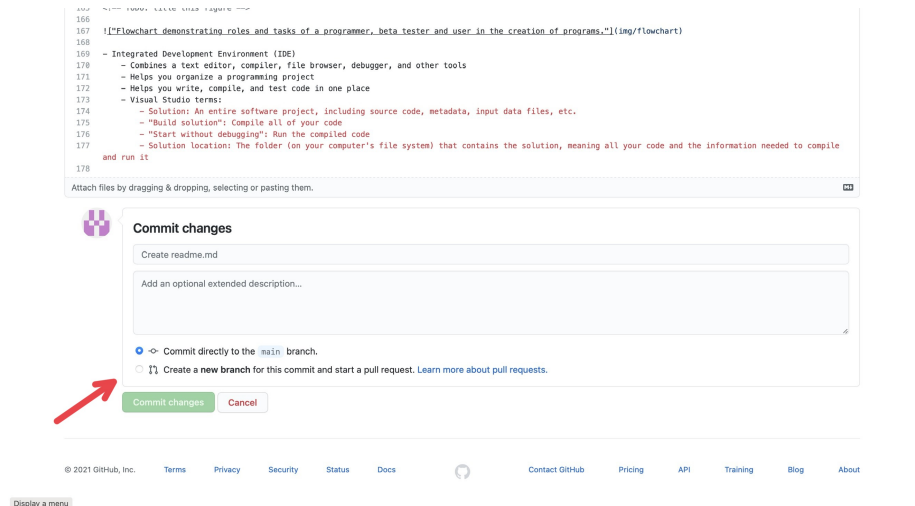 165 <!-- TODO: title this figure -->
166
167 !["Flowchart demonstrating roles and tasks of a programmer, beta tester and user in the creation of programs."](img/flowchart)
168
169 - Integrated Development Environment (IDE)
170 - Combines a text editor, compiler, file browser, debugger, and other tools
171 - Helps you organize a programming project
172 - Helps you write, compile, and test code in one place
173 - Visual Studio terms:
174 - Solution: An entire software project, including source code, metadata, input data files, etc.
175 - "Build solution": Compile all of your code
176 - "Start without debugging": Run the compiled code
177 - Solution location: The folder (on your computer's file system) that contains the solution, meaning all your code and the information needed to compile
and run it
178
Attach files by dragging & dropping, selecting or pasting them.
Commit changes
Create readme.md
Add an optional extended description...
Commit directly to the main branch.
Create a new branch for this commit and start a pull request. Learn more about pull requests.
Commit changes Cancel
© 2021 GitHub, Inc. Terms Privacy Security Status Docs Contact GitHub Pricing API Training Blog About
Display a menu